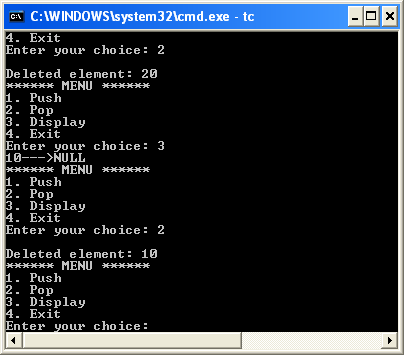 C:\WINDOWS\system32\cmd.exe - tc
4. Exit
Enter your choice: 2
Deleted element: 20
****** MENU ******
1. Push
2. Pop
3. Display
4. Exit
Enter your choice: 3
10--->NULL
****** MENU ******
1. Push
2. Pop
3. Display
4. Exit
Enter your choice: 2
Deleted element: 10
****** MENU ******
1. Push
2. Pop
3. Display
4. Exit
Enter your choice: